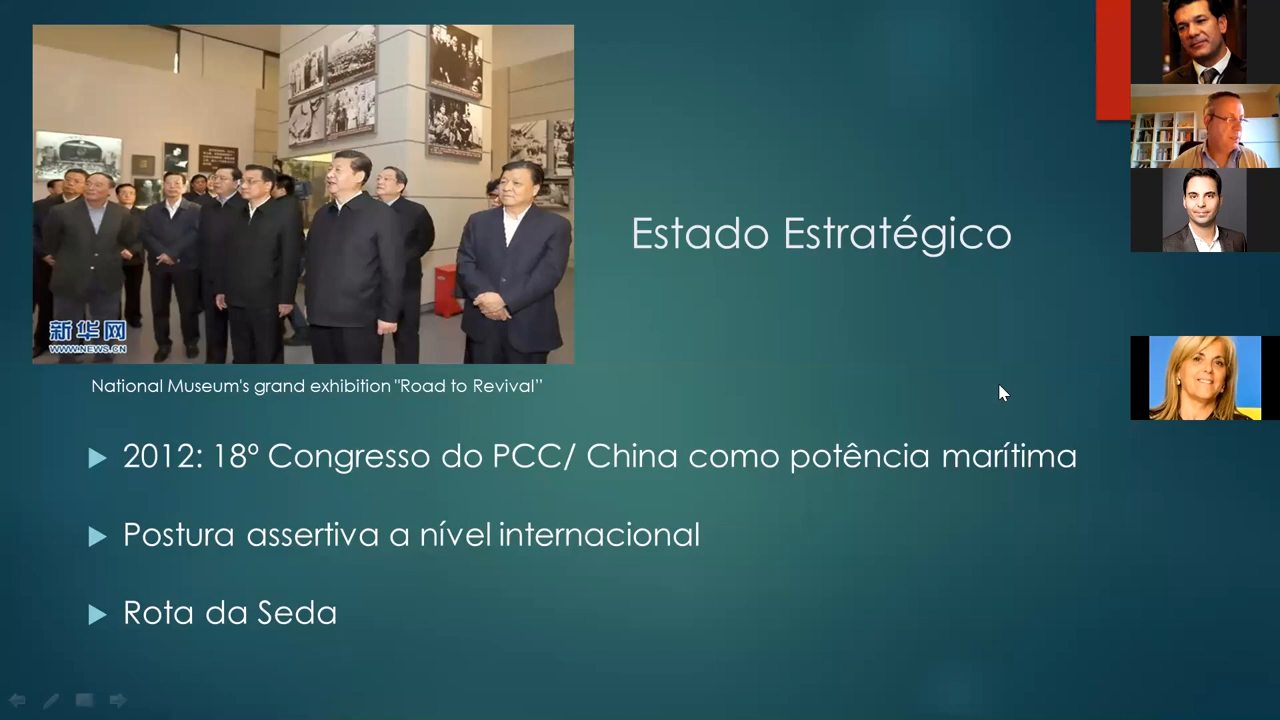 Estado Estratégico
新华网
WWW.NEWS.CN
National Museum's grand exhibition "Road to Revival"
2012: 18º Congresso do PCC/ China como potência marítima
Postura assertiva a nível internacional
Rota da Seda